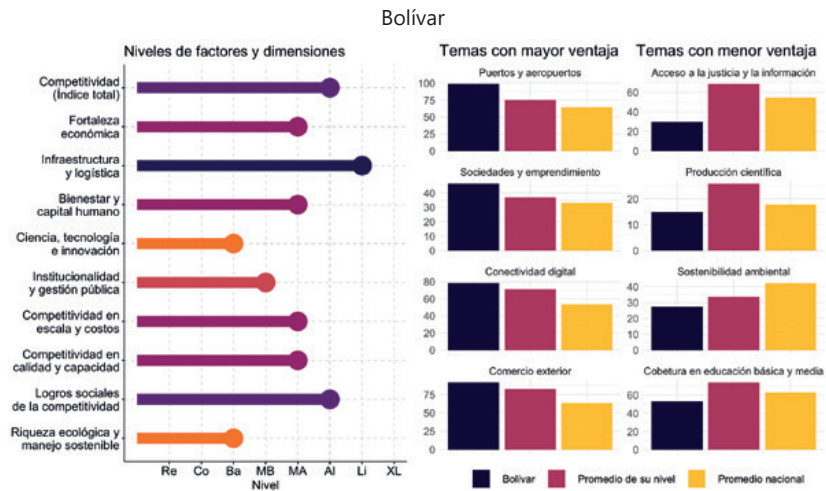 Bolívar
Niveles de factores y dimensiones
Competitividad
(Índice total)
Fortaleza
económica
Infraestructura
y logística
Bienestar y
capital humano
Ciencia, tecnología
e innovación
Institucionalidad
y gestión pública
Competitividad en
escala y costos
Competitividad en
calidad y capacidad
Logros sociales
de la competitividad
Riqueza ecológica y
manejo sostenible
Re Co Ba MB MA Al Li XL
Nivel
Temas con mayor ventaja
Puertos y aeropuertos
100
75
50
25
0
Sociedades y emprendimiento
40
30
20
10
0
Conectividad digital
80
60
40
20
0
Comercio exterior
75
50
25
0
Temas con menor ventaja
Acceso a la justicia y la información
60
40
20
0
Producción científica
20
10
0
Sostenibilidad ambiental
40
30
20
10
0
Cobetura en educación básica y media
60
40
20
0
Bolívar Promedio de su nivel Promedio nacional